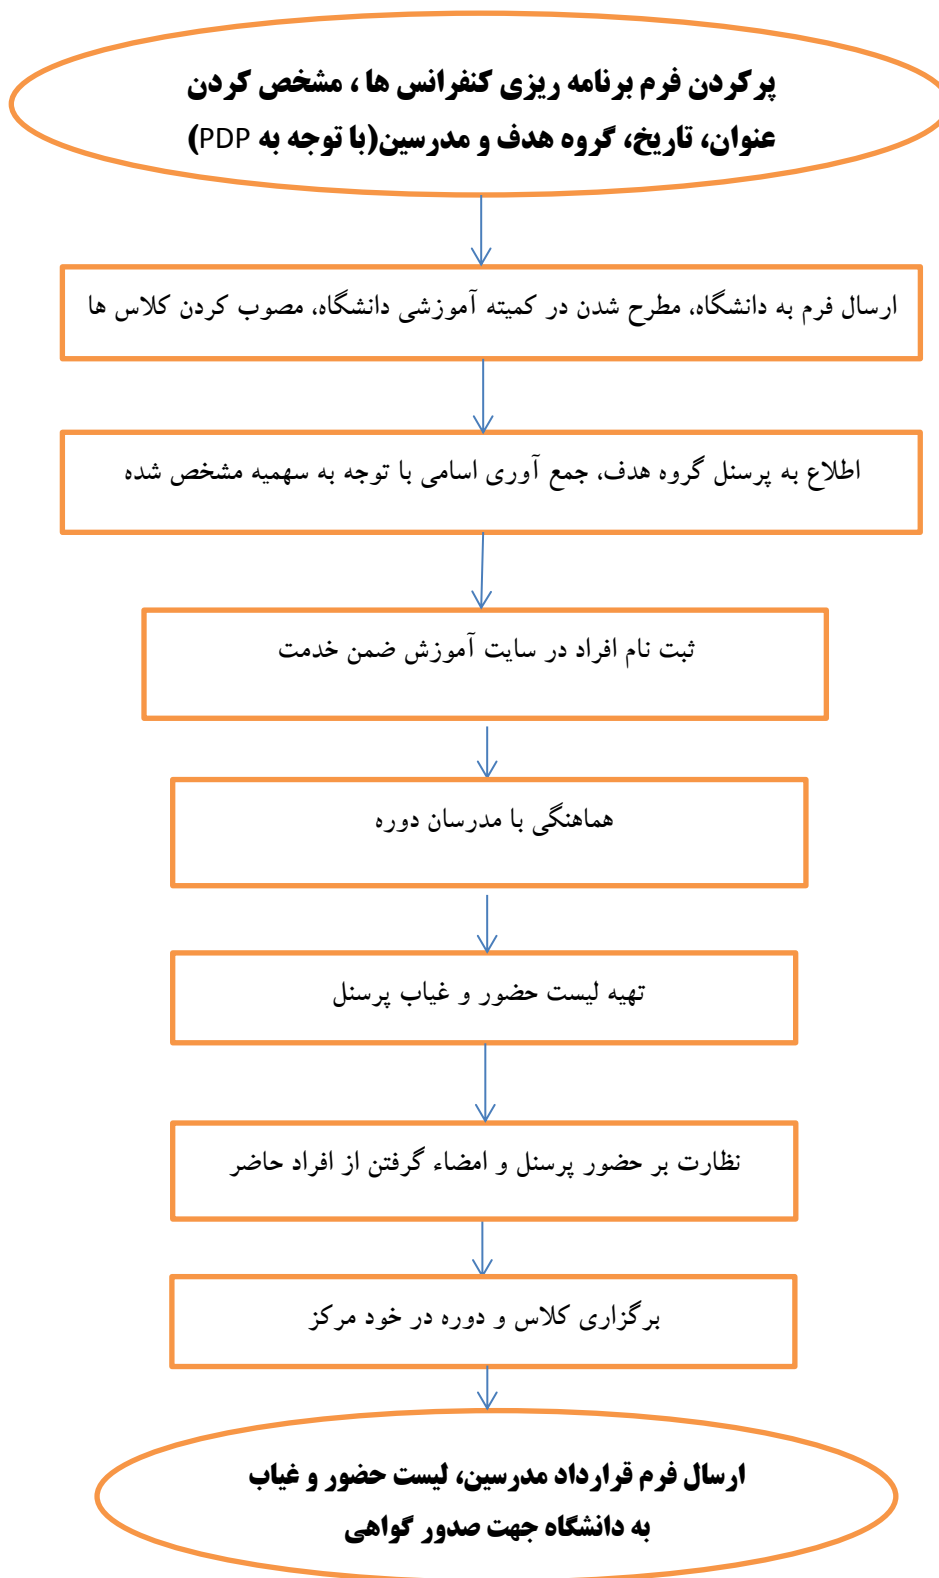 پرکردن فرم برنامه ریزی کنفرانس ها ، مشخص کردن
عنوان، تاریخ، گروه هدف و مدرسین(با توجه به PDP)
ارسال فرم به دانشگاه، مطرح شدن در کمیته آموزشی دانشگاه، مصوب کردن کلاس ها
اطلاع به پرسنل گروه هدف، جمع آوری اسامی با توجه به سهمیه مشخص شده
ثبت نام افراد در سایت آموزش ضمن خدمت
هماهنگی با مدرسان دوره
تهیه لیست حضور و غیاب پرسنل
نظارت بر حضور پرسنل و امضاء گرفتن از افراد حاضر
برگزاری کلاس و دوره در خود مرکز
ارسال فرم قرارداد مدرسین، لیست حضور و غیاب
به دانشگاه جهت صدور گواهی